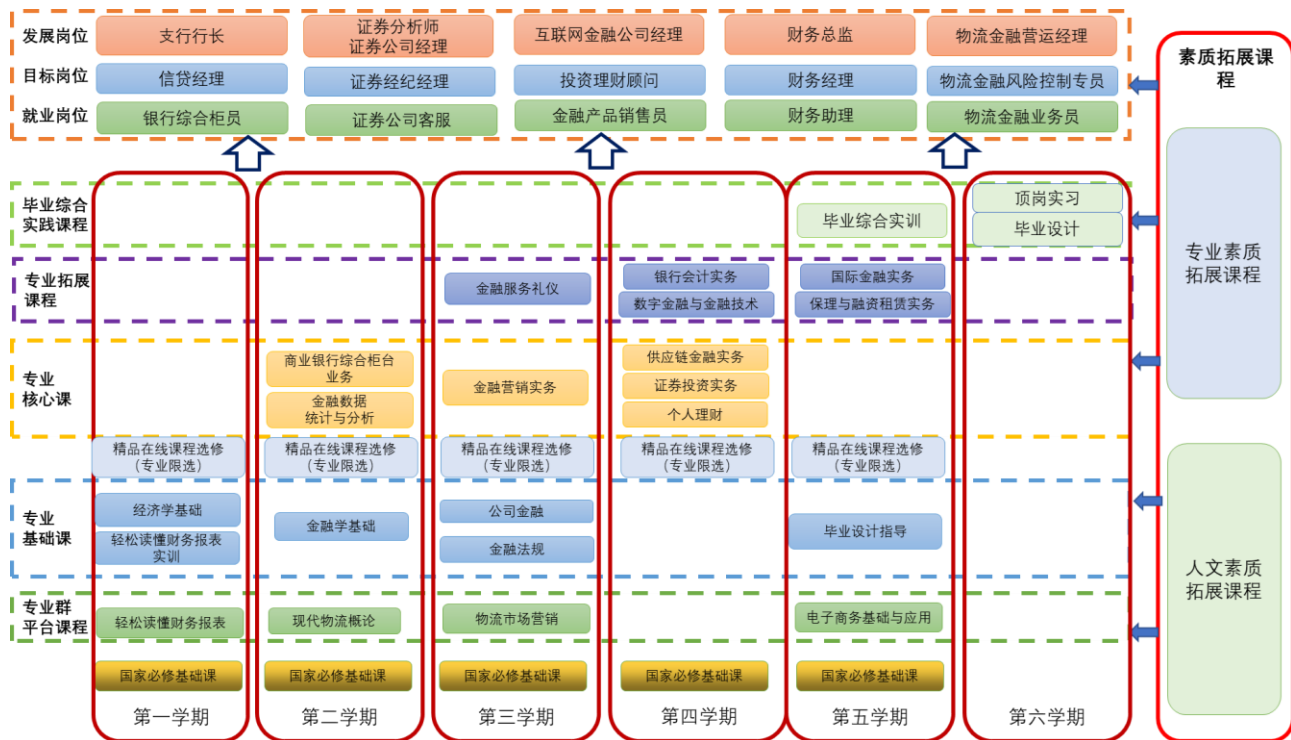 发展岗位
支行行长
证券分析师
证券公司经理
互联网金融公司经理
财务总监
物流金融营运经理
目标岗位
信贷经理
证券经纪经理
投资理财顾问
财务经理
物流金融风险控制专员
就业岗位
银行综合柜员
证券公司客服
金融产品销售员
财务助理
物流金融业务员
素质拓展课
程
专业素质
拓展课程
人文素质
拓展课程
毕业综合
实践课程
毕业综合实训
顶岗实习
毕业设计
专业拓展
课程
金融服务礼仪
银行会计实务
数字金融与金融技术
国际金融实务
保理与融资租赁实务
专业
核心课
商业银行综合柜台
业务
金融数据
统计与分析
金融营销实务
供应链金融实务
证券投资实务
个人理财
精品在线课程选修
（专业限选）
精品在线课程选修
（专业限选）
精品在线课程选修
（专业限选）
精品在线课程选修
（专业限选）
精品在线课程选修
（专业限选）
专业
基础课
经济学基础
轻松读懂财务报表
实训
金融学基础
公司金融
金融法规
毕业设计指导
专业群
平台课程
轻松读懂财务报表
现代物流概论
物流市场营销
电子商务基础与应用
国家必修基础课
国家必修基础课
国家必修基础课
国家必修基础课
国家必修基础课
第一学期
第二学期
第三学期
第四学期
第五学期
第六学期